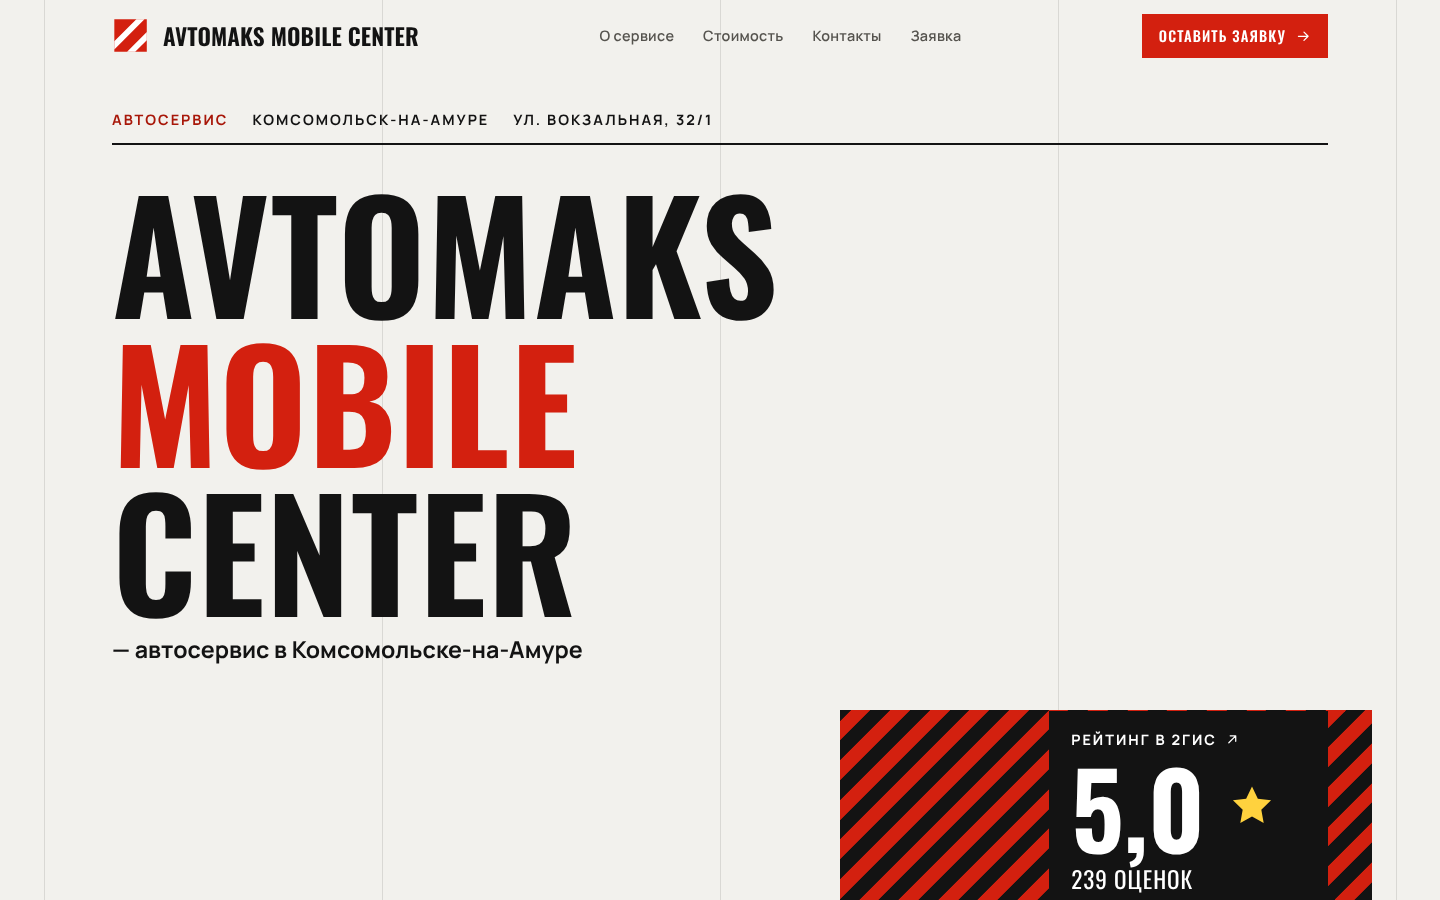 AVTOMAKS MOBILE CENTER
О сервисе Стоимость Контакты Заявка
ОСТАВИТЬ ЗАЯВКУ →
АВТОСЕРВИС КОМСОМОЛЬСК-НА-АМУРЕ УЛ. ВОКЗАЛЬНАЯ, 32/1
AVTOMAKS
MOBILE
CENTER
— автосервис в Комсомольске-на-Амуре
РЕЙТИНГ В 2ГИС ↗
5,0
239 ОЦЕНОК